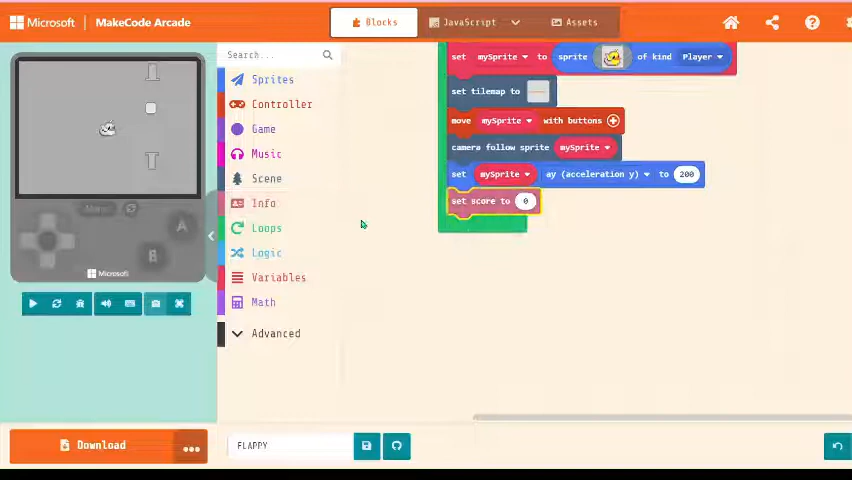 Microsoft | MakeCode Arcade
Blocks
JavaScript
Assets
Search...
Sprites
Controller
Game
Music
Scene
Info
Loops
Logic
Variables
Math
Advanced
set mySprite to sprite of kind Player
set tilemap to
move mySprite with buttons
camera follow sprite mySprite
set mySprite ay (acceleration y) to 200
set score to 0
A
B
Microsoft
Download
FLAPPY